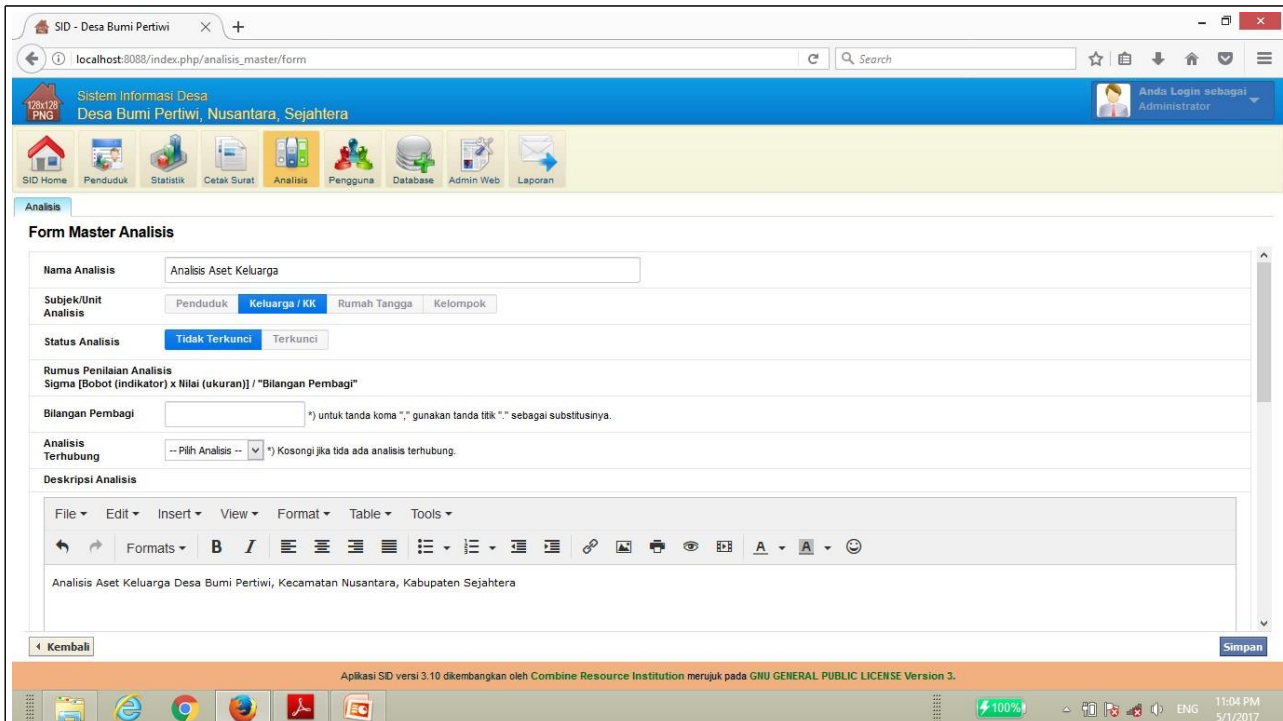 SID - Desa Bumi Pertiwi
localhost:8088/index.php/analisis_master/form
Search
128x128
PNG
Sistem Informasi Desa
Desa Bumi Pertiwi, Nusantara, Sejahtera
Anda Login sebagai
Administrator
SID Home Penduduk Statistik Cetak Surat Analisis Pengguna Database Admin Web Laporan
Analisis
Form Master Analisis
Nama Analisis Analisis Aset Keluarga
Subjek/Unit Analisis Penduduk Keluarga / KK Rumah Tangga Kelompok
Status Analisis Tidak Terkunci Terkunci
Rumus Penilaian Analisis
Sigma [Bobot (indikator) x Nilai (ukuran)] / "Bilangan Pembagi"
Bilangan Pembagi *) untuk tanda koma "," gunakan tanda titik "." sebagai substitusinya.
Analisis Terhubung -- Pilih Analisis -- *) Kosongi jika tida ada analisis terhubung.
Deskripsi Analisis
File Edit Insert View Format Table Tools
Formats B I A A
Analisis Aset Keluarga Desa Bumi Pertiwi, Kecamatan Nusantara, Kabupaten Sejahtera
Kembali Simpan
Aplikasi SID versi 3.10 dikembangkan oleh Combine Resource Institution merujuk pada GNU GENERAL PUBLIC LICENSE Version 3.
100% ENG 11:04 PM
5/1/2017